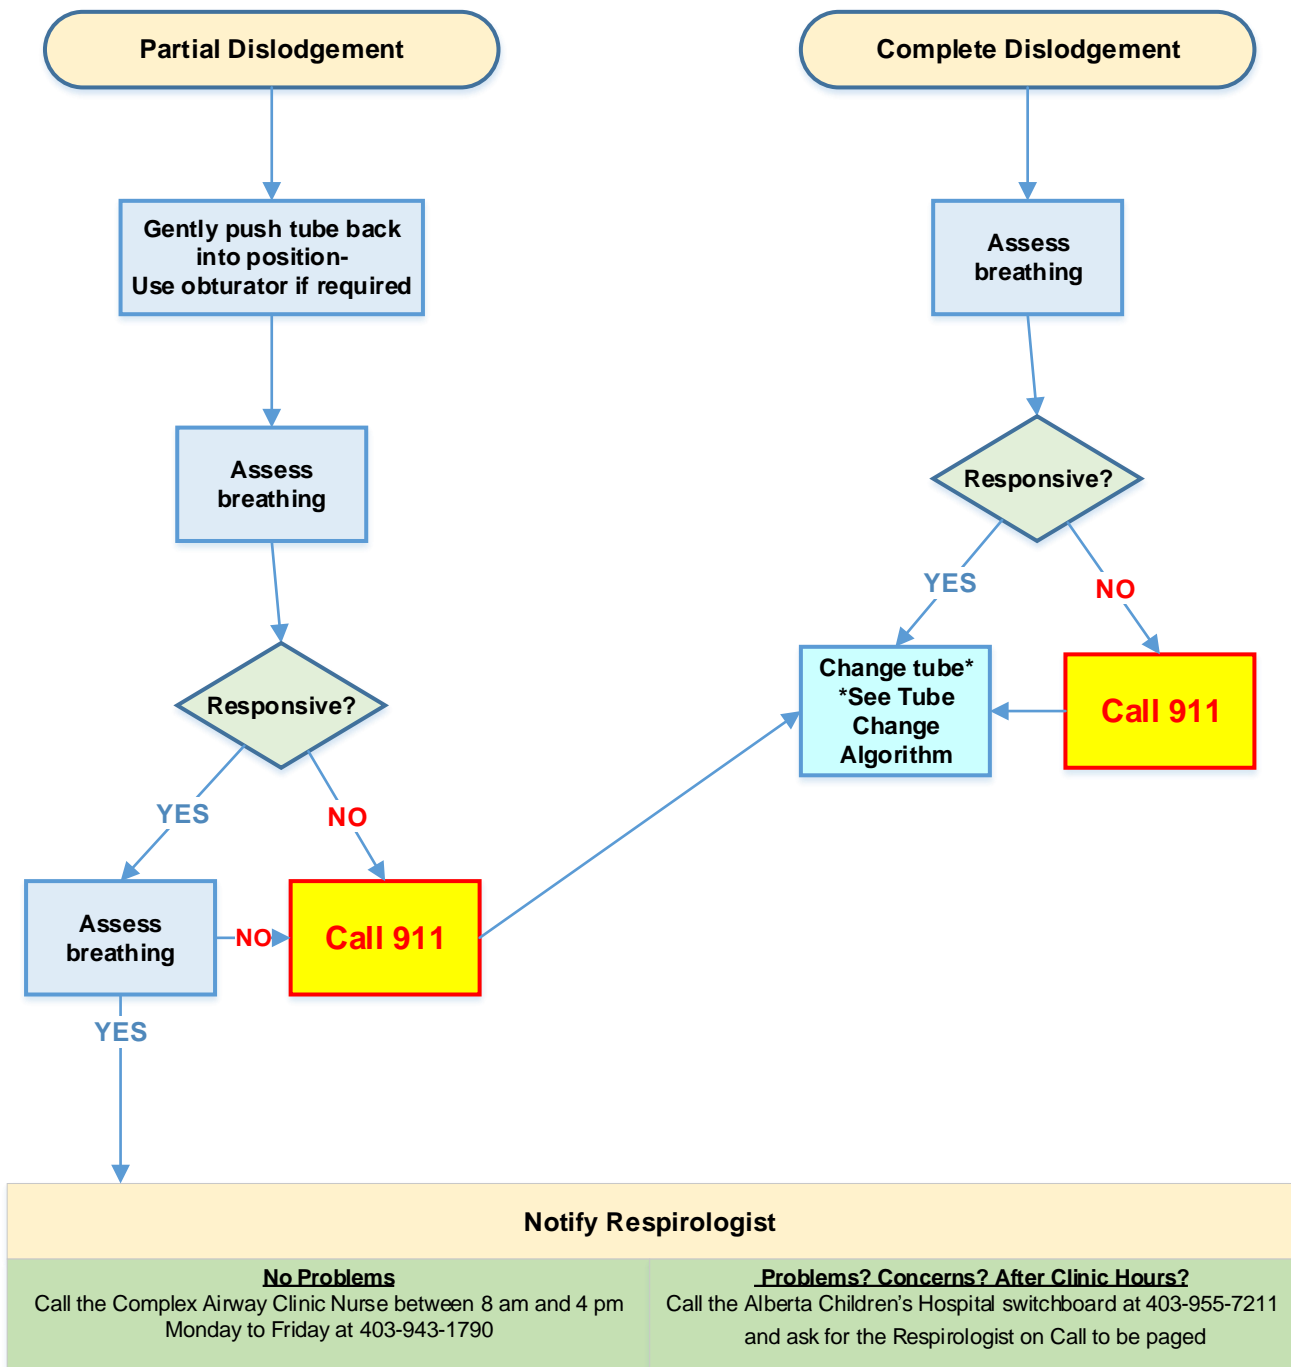 Partial Dislodgement
Complete Dislodgement
Gently push tube back
into position-
Use obturator if required
Assess
breathing
Assess
breathing
Responsive?
Responsive?
YES
NO
YES
NO
Change tube*
*See Tube
Change
Algorithm
Call 911
Assess
breathing
NO
Call 911
YES
Notify Respirologist
No Problems
Call the Complex Airway Clinic Nurse between 8 am and 4 pm
Monday to Friday at 403-943-1790
Problems? Concerns? After Clinic Hours?
Call the Alberta Children's Hospital switchboard at 403-955-7211
and ask for the Respirologist on Call to be paged